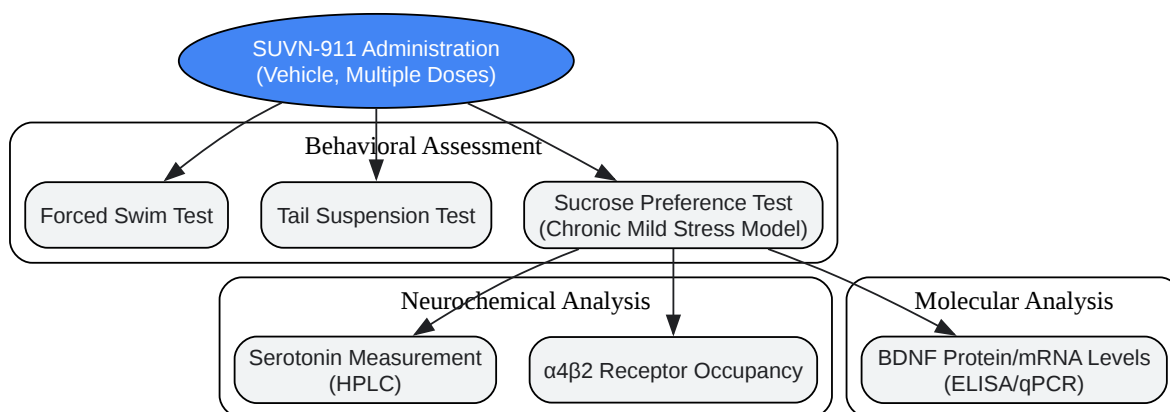 SUVN-911 Administration
(Vehicle, Multiple Doses)
Behavioral Assessment
Forced Swim Test
Tail Suspension Test
Sucrose Preference Test
(Chronic Mild Stress Model)
Neurochemical Analysis
Molecular Analysis
Serotonin Measurement
(HPLC)
α4β2 Receptor Occupancy
BDNF Protein/mRNA Levels
(ELISA/qPCR)